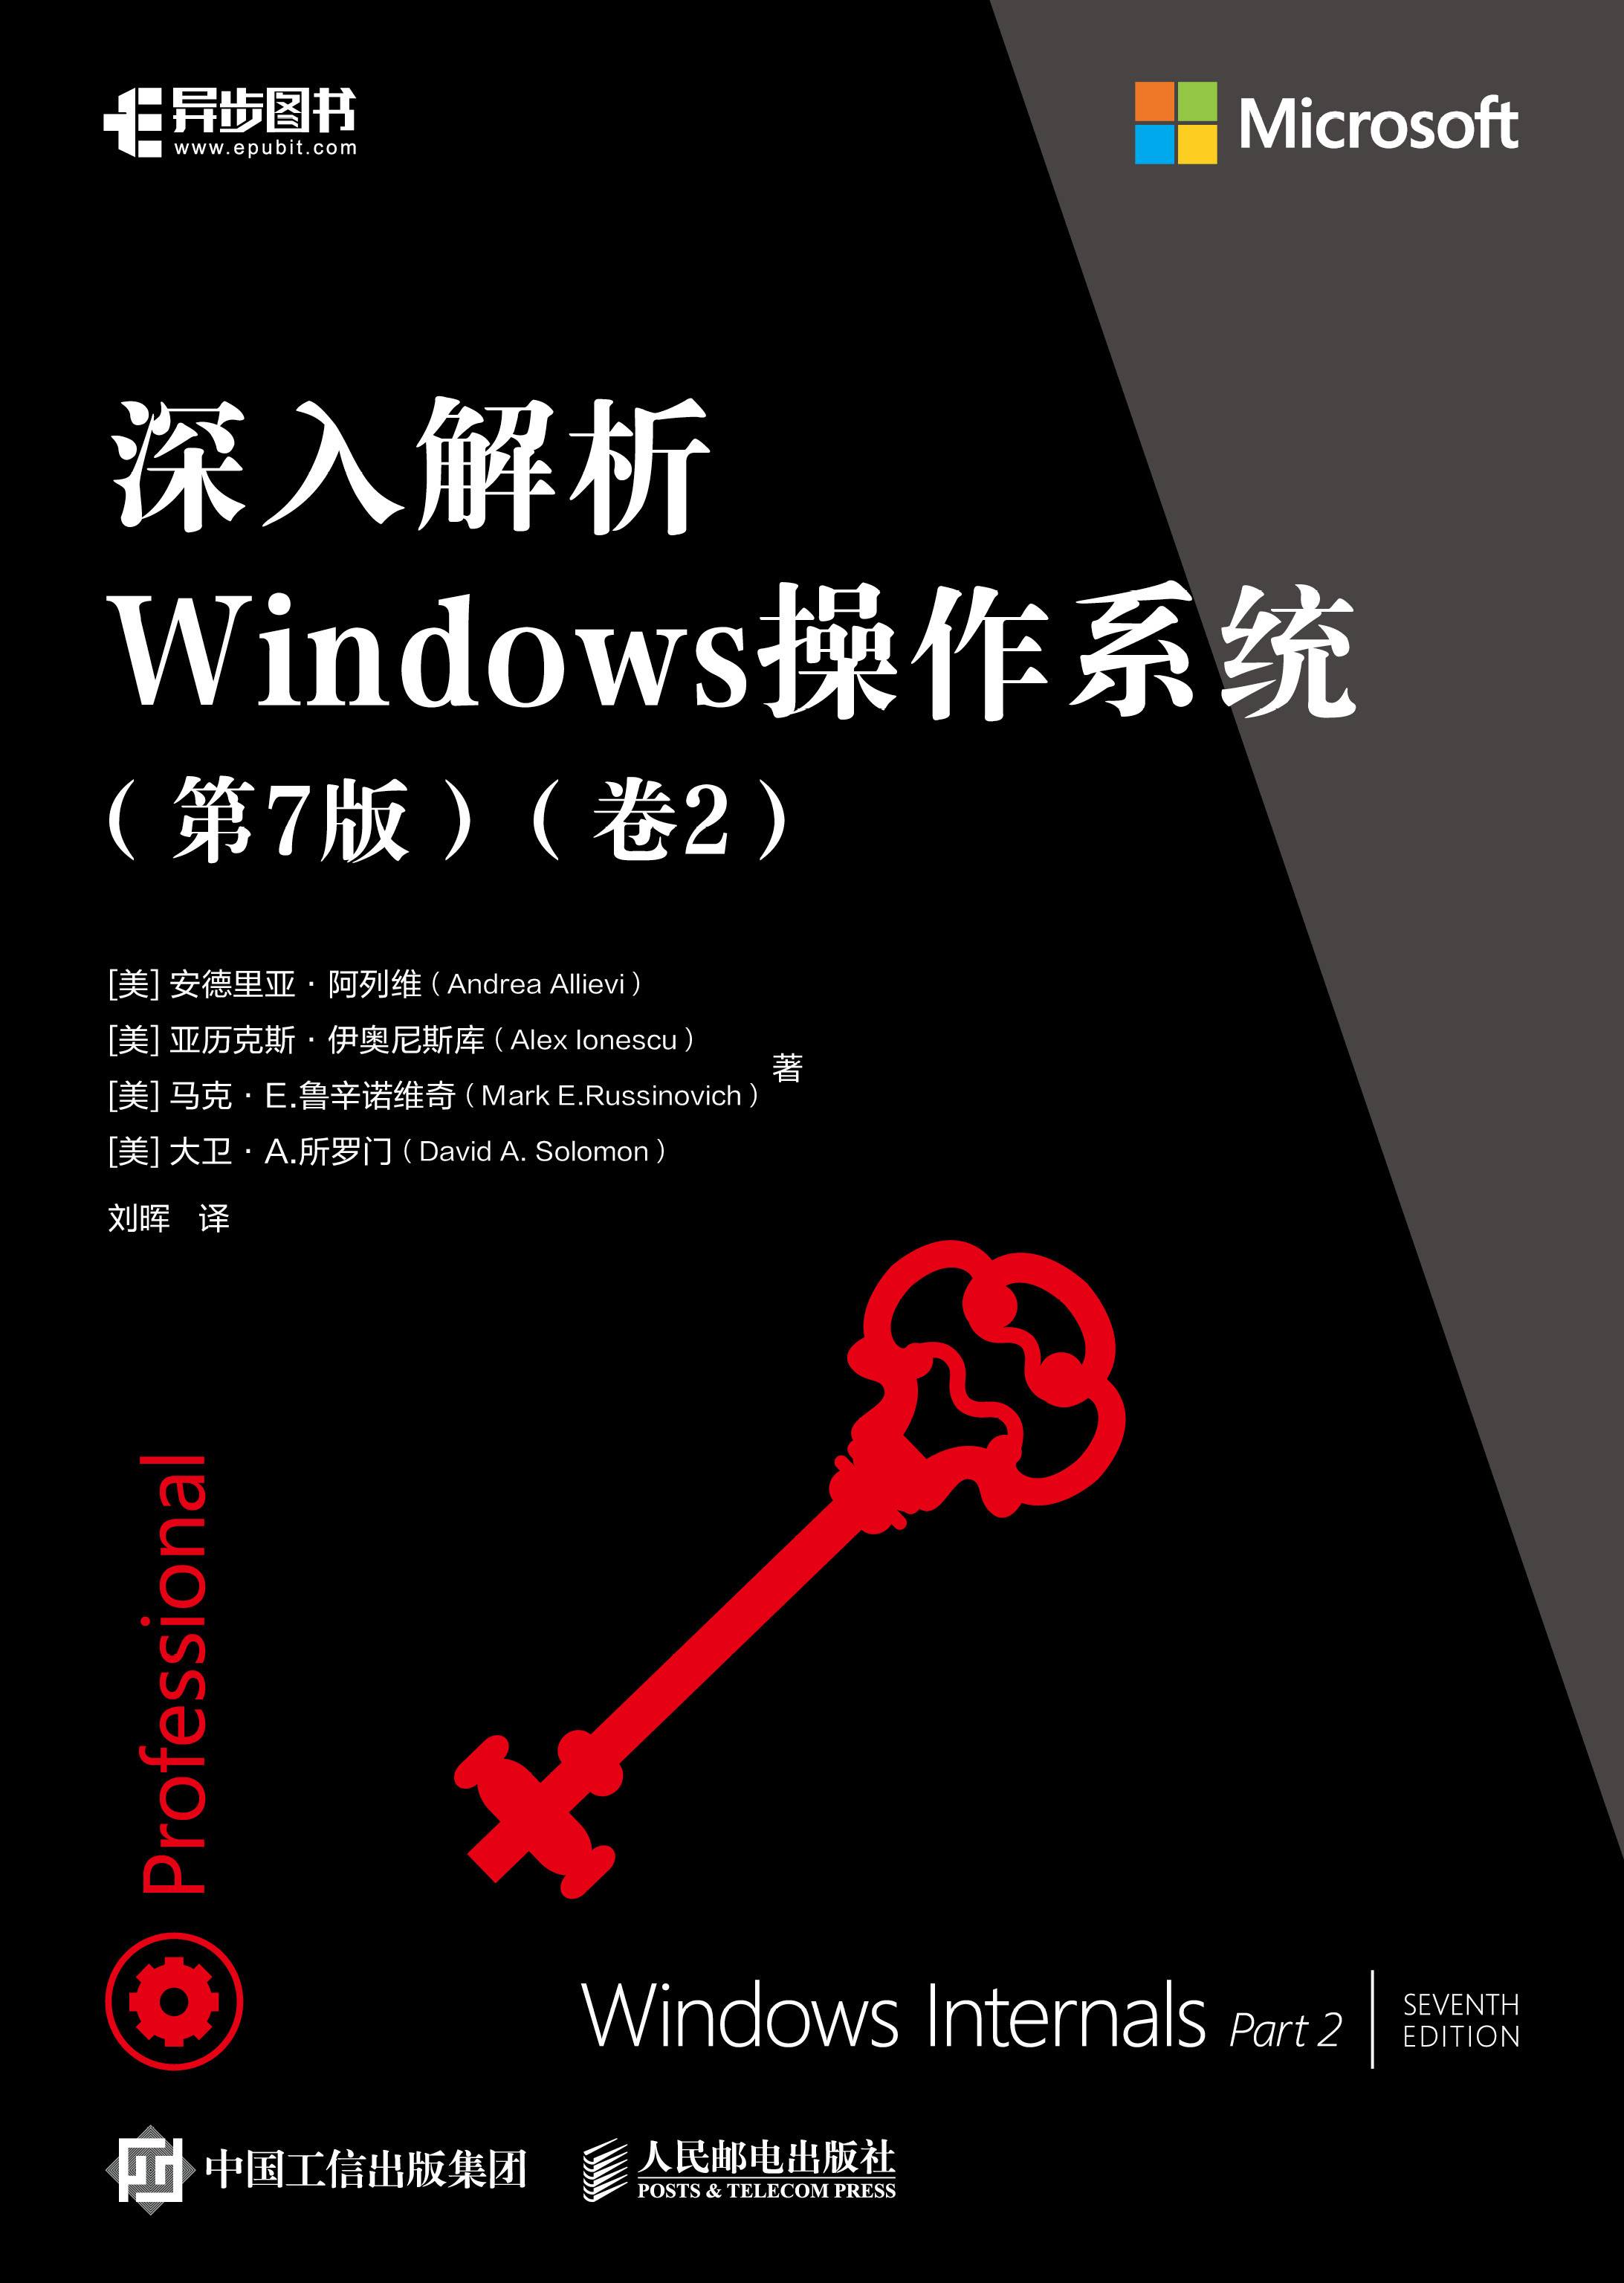 异步图书
www.epubit.com
Microsoft
深入解析
Windows操作系统
（第7版）（卷2）
[美] 安德里亚·阿列维（Andrea Allievi）
[美] 亚历克斯·伊奥尼斯库（Alex Ionescu）
[美] 马克·E.鲁辛诺维奇（Mark E.Russinovich）
[美] 大卫·A.所罗门（David A. Solomon）
著
刘晖 译
Professional
Windows Internals Part 2
SEVENTH
EDITION
中国工信出版集团
人民邮电出版社
POSTS & TELECOM PRESS